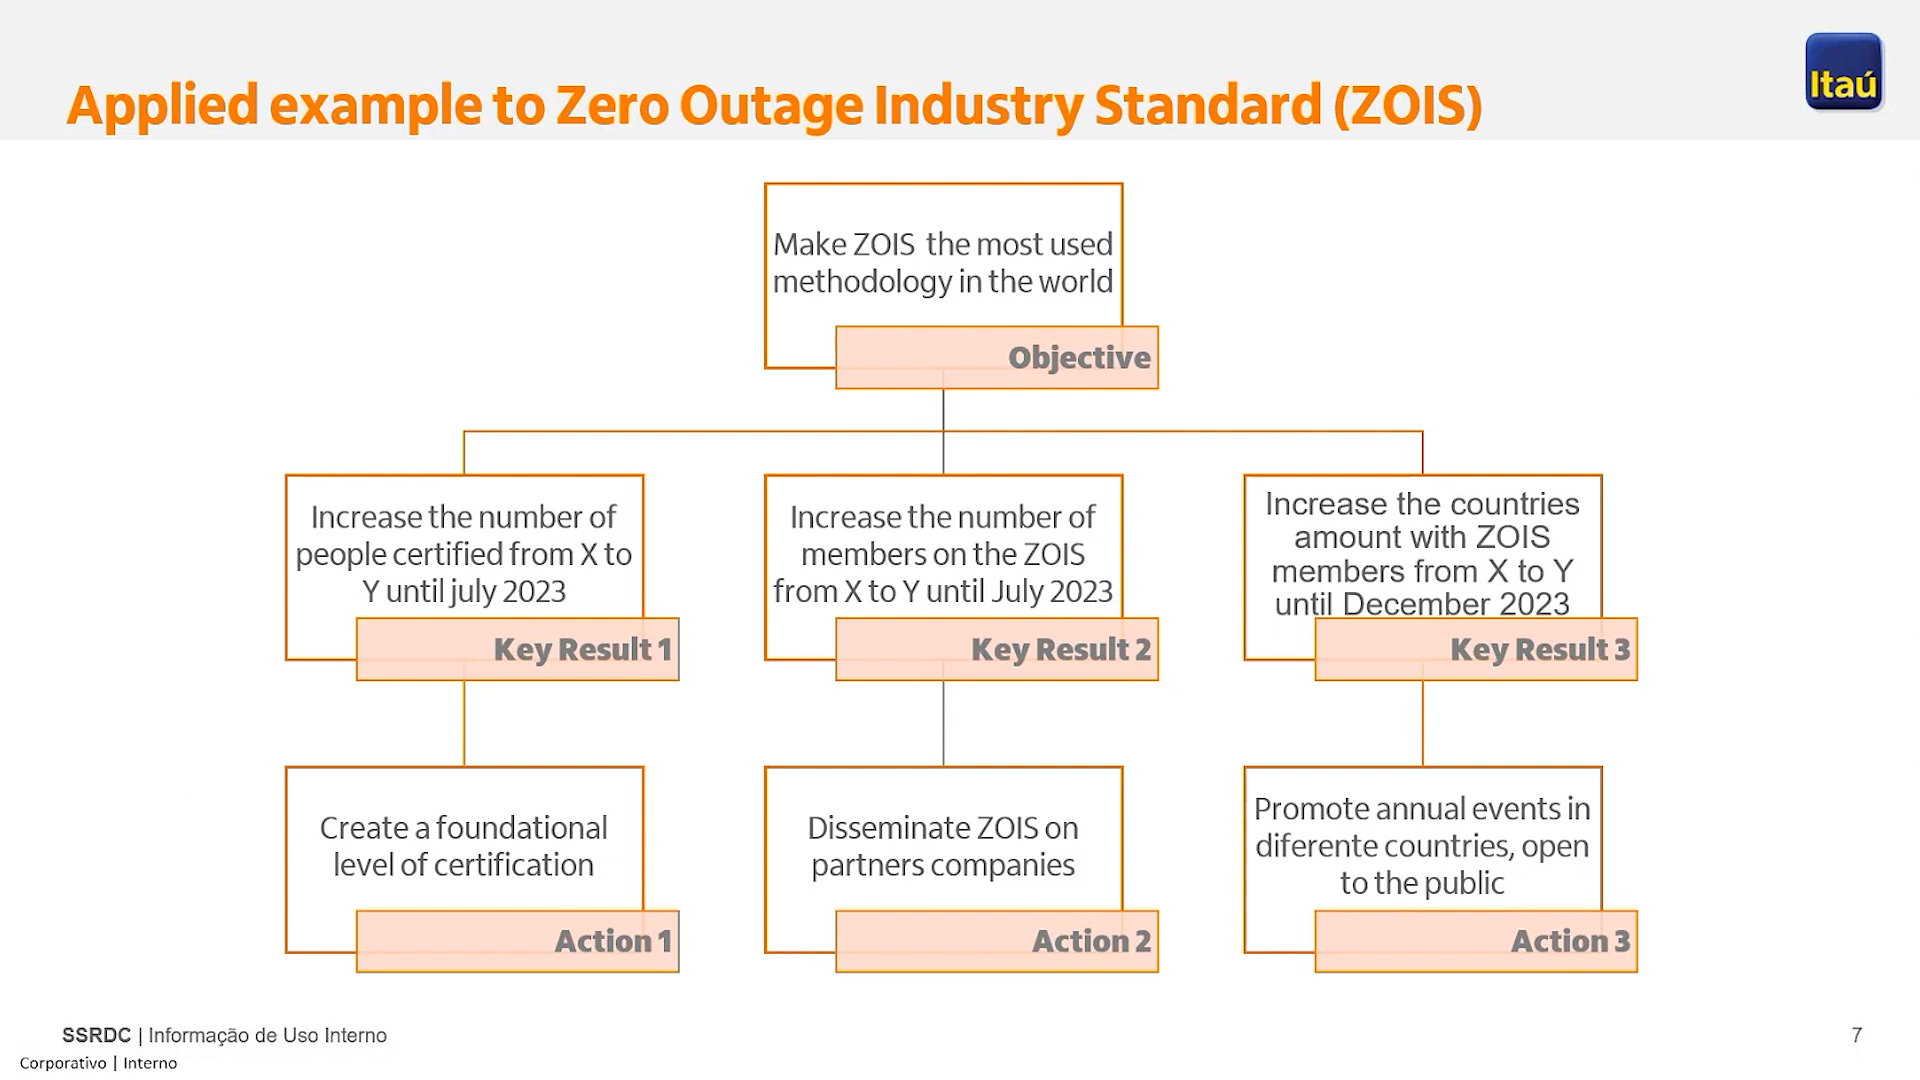 Applied example to Zero Outage Industry Standard (ZOIS)
Itaú
Make ZOIS the most used
methodology in the world
Objective
Increase the number of
people certified from X to
Y until july 2023
Key Result 1
Increase the number of
members on the ZOIS
from X to Y until July 2023
Key Result 2
Increase the countries
amount with ZOIS
members from X to Y
until December 2023
Key Result 3
Create a foundational
level of certification
Action 1
Disseminate ZOIS on
partners companies
Action 2
Promote annual events in
diferente countries, open
to the public
Action 3
SSRDC | Informação de Uso Interno
7
Corporativo | Interno